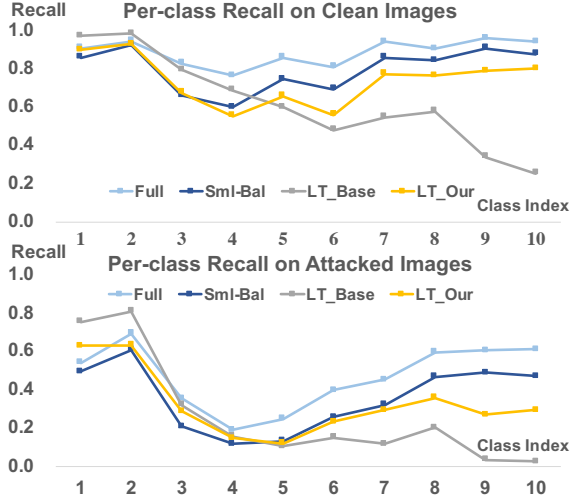 Recall
Per-class Recall on Clean Images
1.0
0.8
0.6
0.4
0.2
0.0
Full Sml-Bal LT_Base LT_Our
Class Index
1 2 3 4 5 6 7 8 9 10
Recall
Per-class Recall on Attacked Images
1.0
0.8
0.6
0.4
0.2
0.0
Full Sml-Bal LT_Base LT_Our
Class Index
1 2 3 4 5 6 7 8 9 10